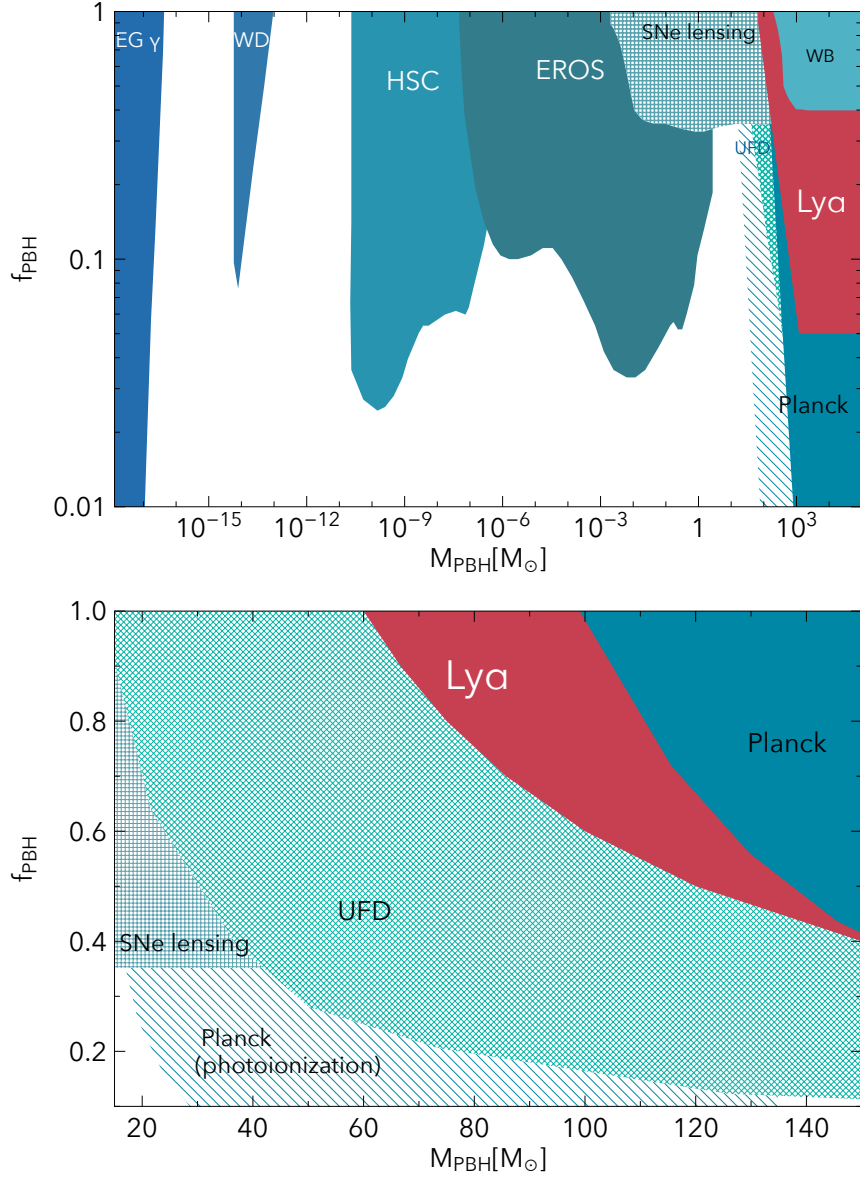 EG γ
WD
HSC
EROS
SNe lensing
WB
UFD
Lya
Planck
f_PBH
1
0.1
0.01
10^−15
10^−12
10^−9
10^−6
10^−3
1
10^3
M_PBH[M_⊙]
1.0
0.8
0.6
0.4
0.2
f_PBH
Lya
Planck
UFD
SNe lensing
Planck
(photoionization)
20
40
60
80
100
120
140
M_PBH[M_⊙]